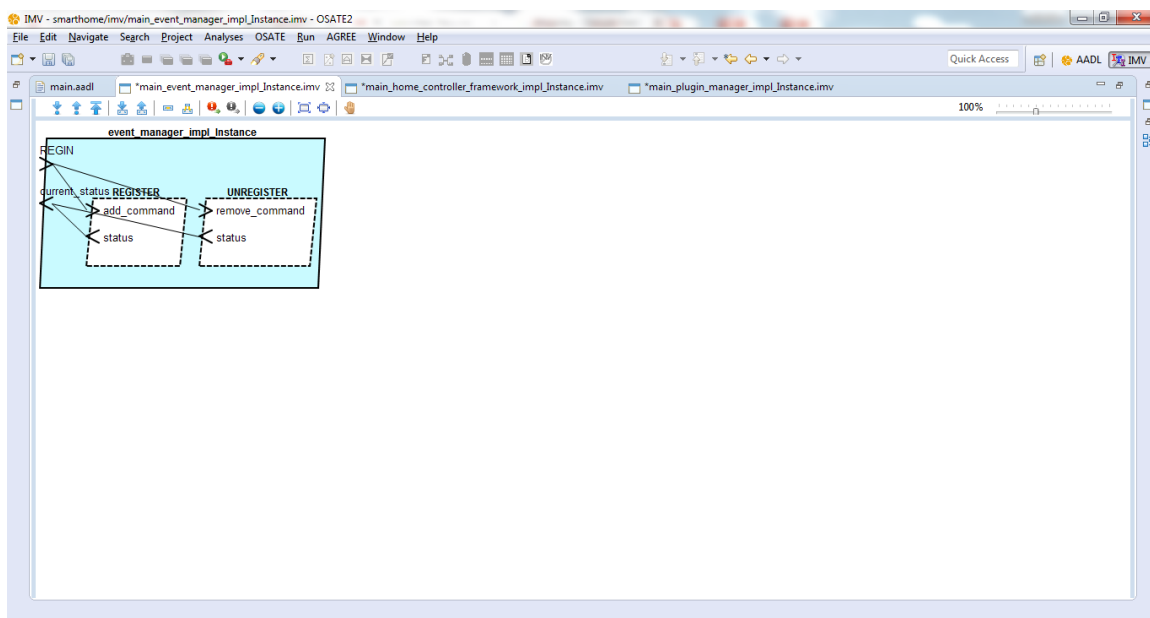 IMV - smarthome/imv/main_event_manager_impl_Instance.imv - OSATE2
File Edit Navigate Search Project Analyses OSATE Run AGREE Window Help
Quick Access AADL IMV
main.aadl *main_event_manager_impl_Instance.imv *main_home_controller_framework_impl_Instance.imv *main_plugin_manager_impl_Instance.imv
100%
event_manager_impl_Instance
REGIN
current_status REGISTER UNREGISTER
add_command remove_command
status status